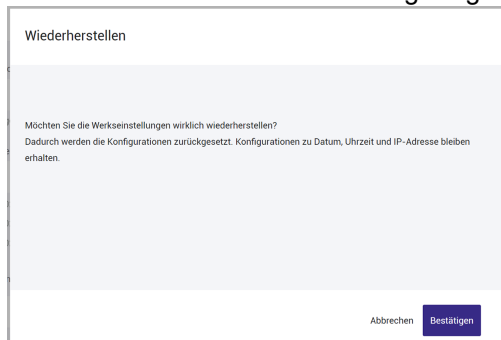 Wiederherstellen
Möchten Sie die Werkseinstellungen wirklich wiederherstellen?
Dadurch werden die Konfigurationen zurückgesetzt. Konfigurationen zu Datum, Uhrzeit und IP-Adresse bleiben
erhalten.
Abbrechen Bestätigen